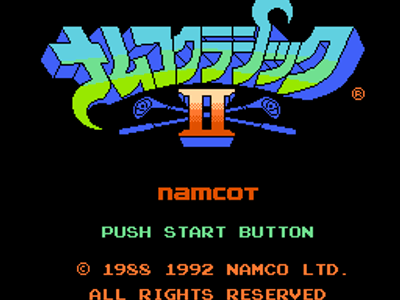 ナムコクラシック
II
®
namcot
PUSH START BUTTON
© 1988 1992 NAMCO LTD.
ALL RIGHTS RESERVED